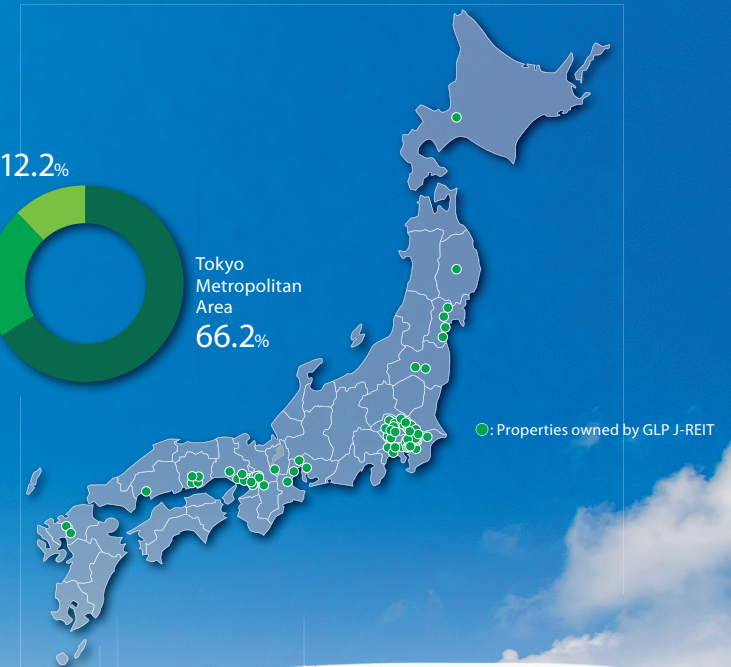 12.2%
Tokyo
Metropolitan
Area
66.2%
: Properties owned by GLP J-REIT